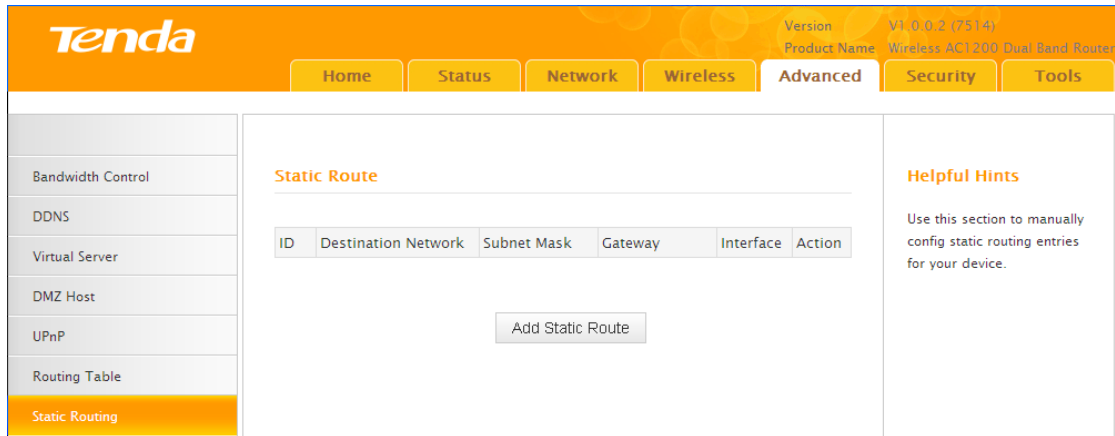 Tenda
Version V1.0.0.2 (7514)
Product Name Wireless AC1200 Dual Band Router
Home Status Network Wireless Advanced Security Tools
Bandwidth Control
DDNS
Virtual Server
DMZ Host
UPnP
Routing Table
Static Routing
Static Route
ID Destination Network Subnet Mask Gateway Interface Action
Add Static Route
Helpful Hints
Use this section to manually
config static routing entries
for your device.